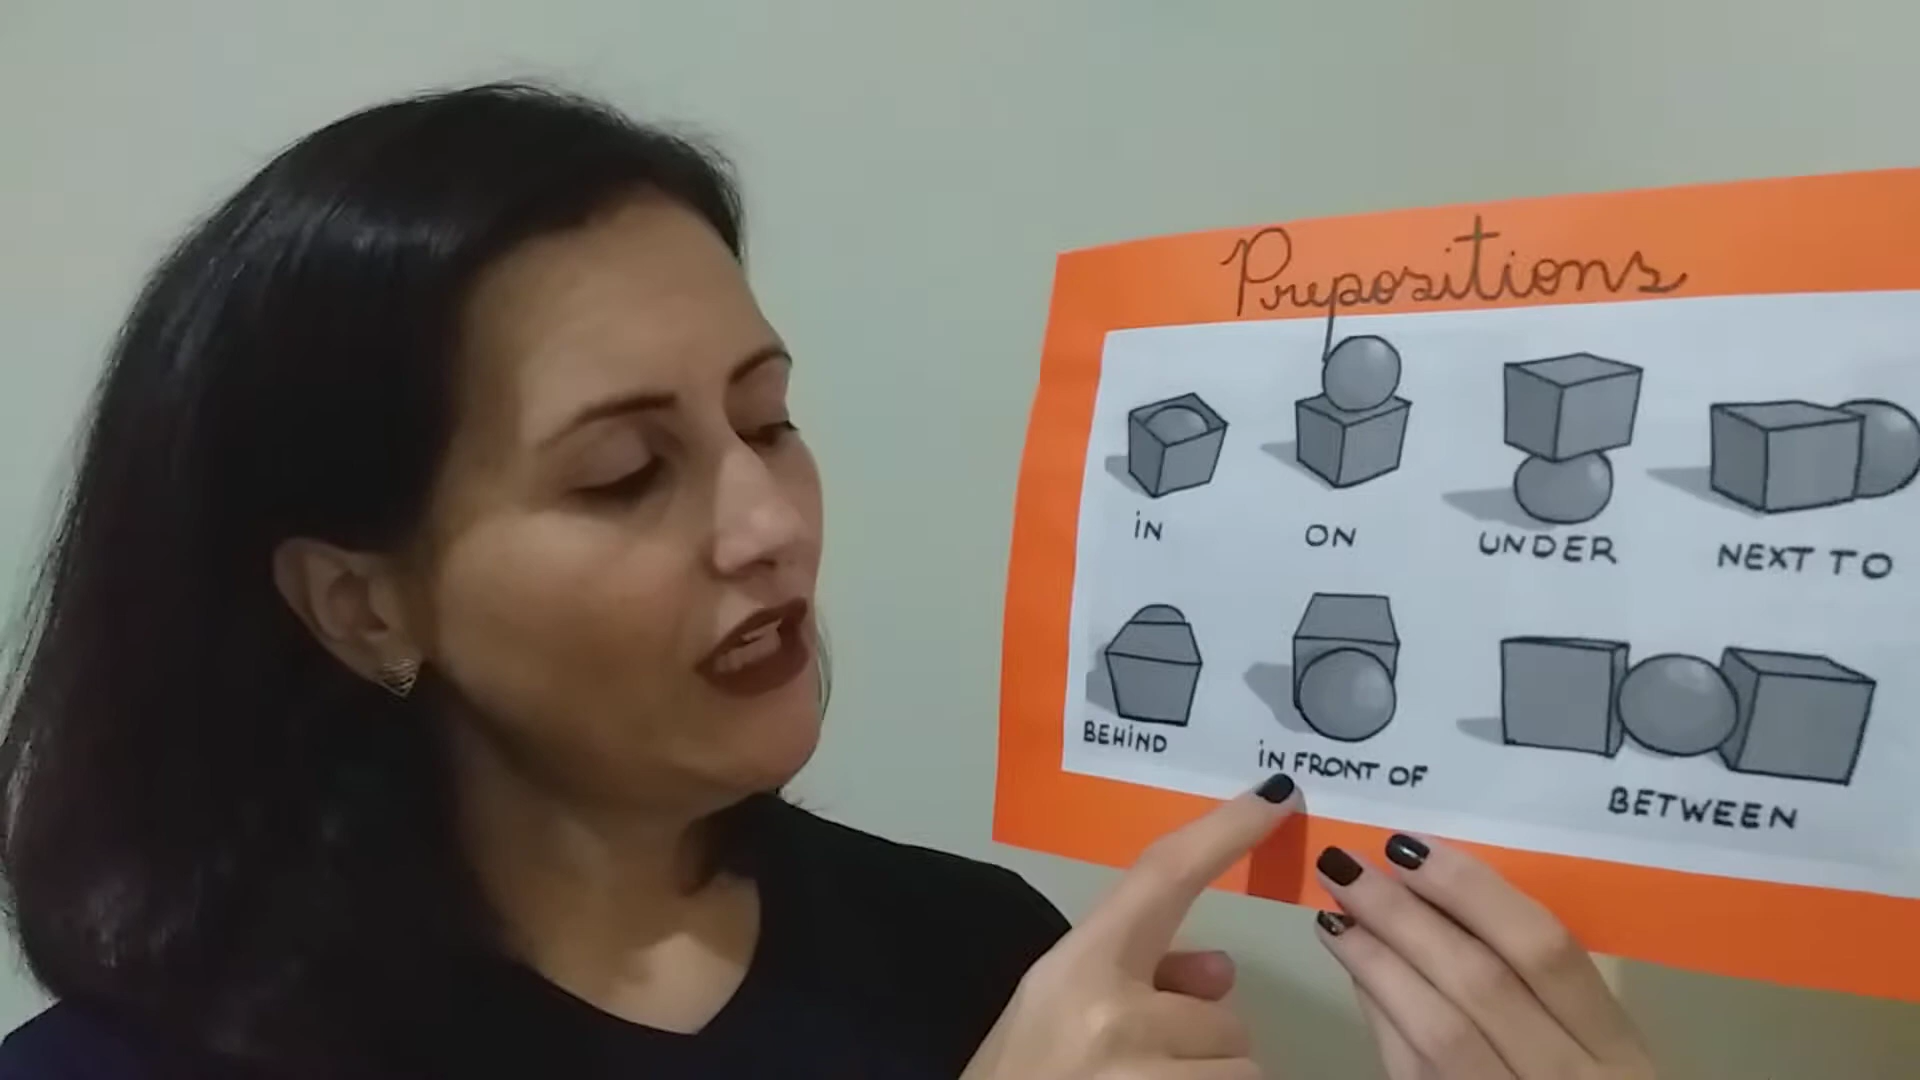 Prepositions
iN
ON
UNDER
NEXT TO
BEHiND
iN FRONT OF
BETWEEN